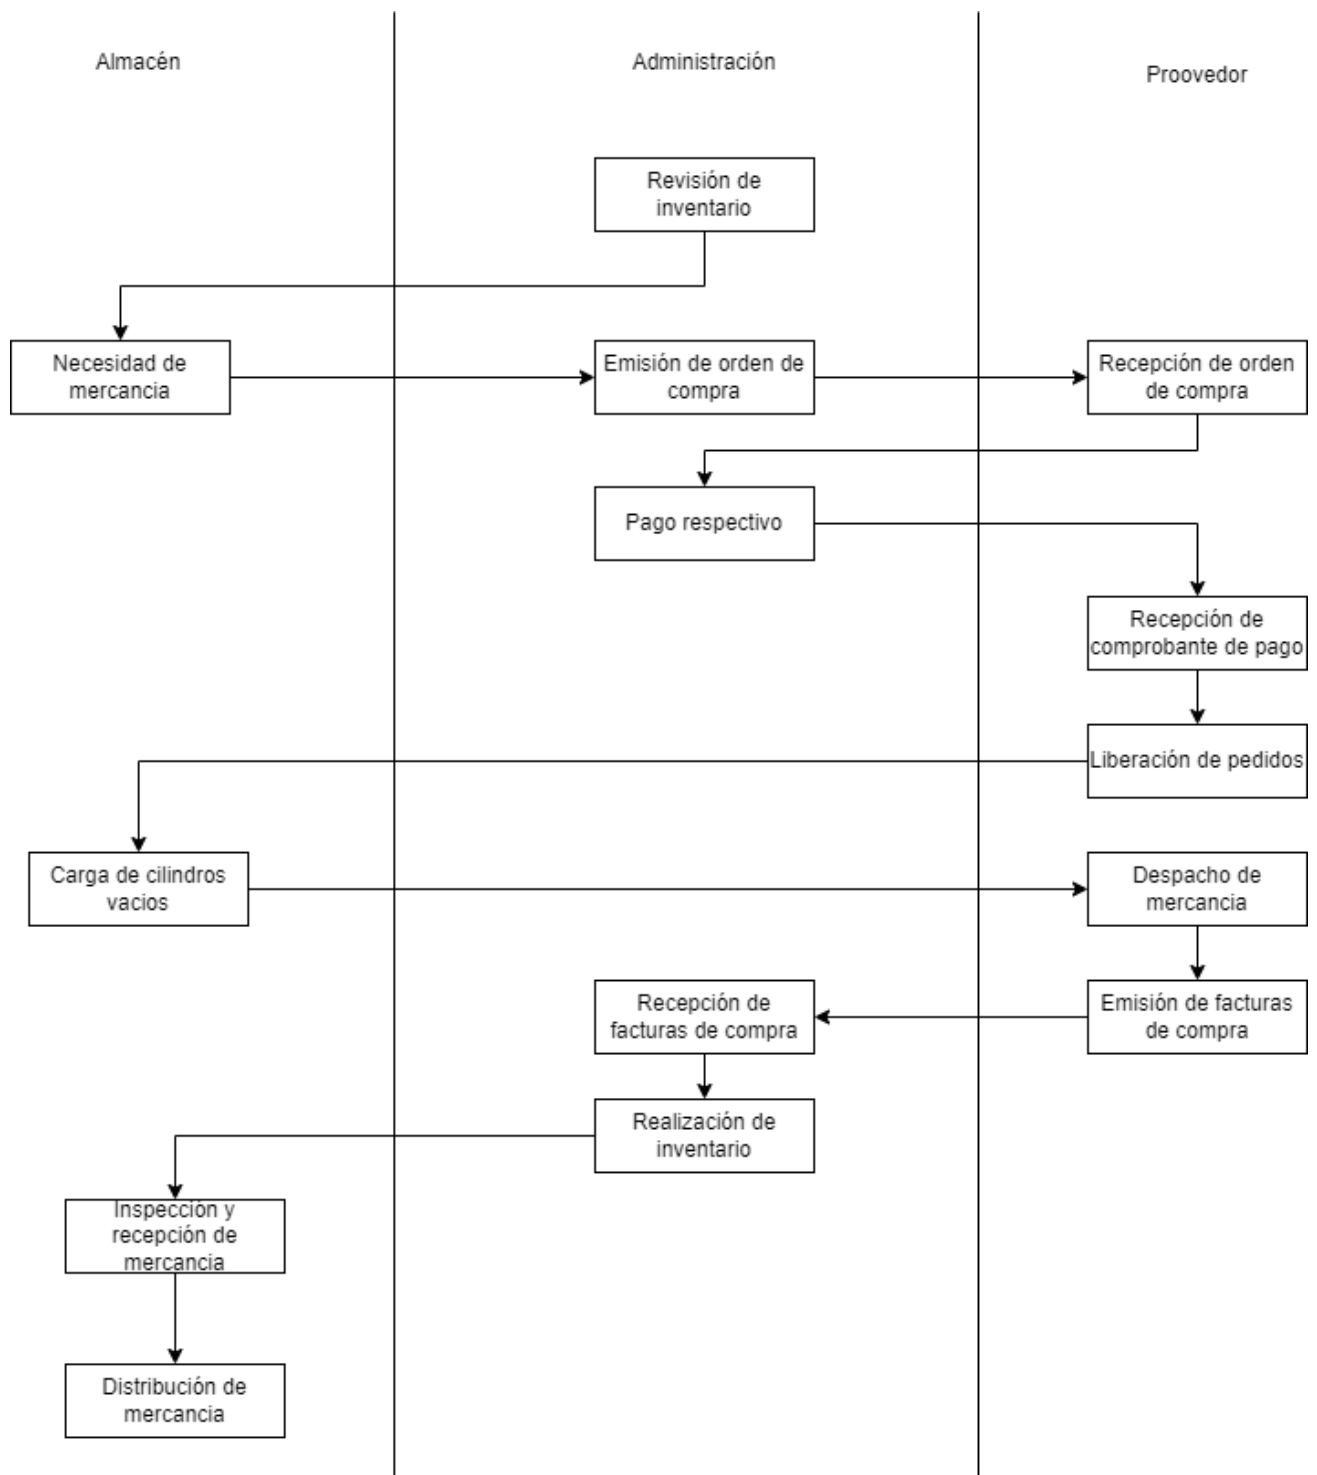 Almacén
Administración
Proovedor
Revisión de
inventario
Necesidad de
mercancia
Emisión de orden de
compra
Recepción de orden
de compra
Pago respectivo
Recepción de
comprobante de pago
Liberación de pedidos
Carga de cilindros
vacios
Despacho de
mercancia
Recepción de
facturas de compra
Emisión de facturas
de compra
Realización de
inventario
Inspección y
recepción de
mercancia
Distribución de
mercancia